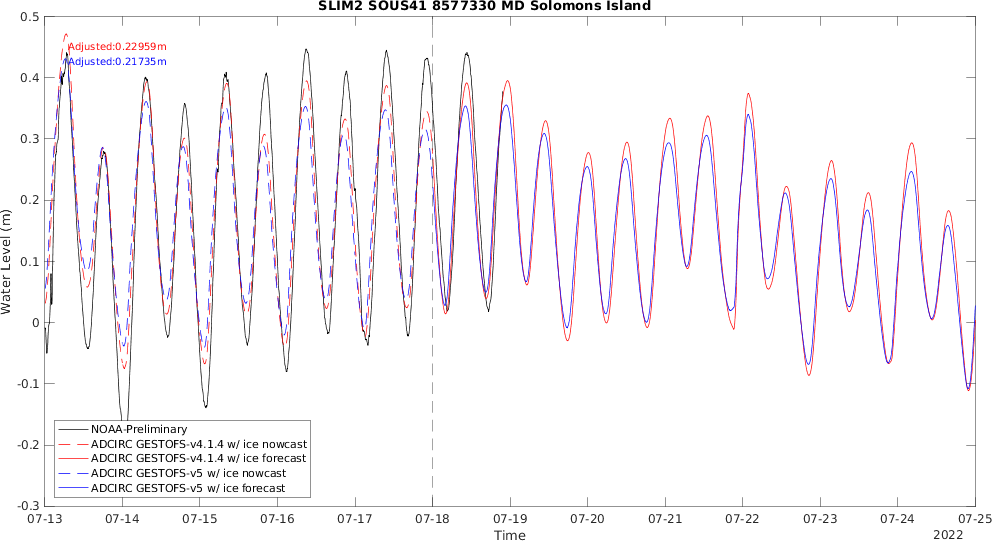 SLIM2 SOUS41 8577330 MD Solomons Island
Adjusted:0.22959m
Adjusted:0.21735m
Water Level (m)
0.5
0.4
0.3
0.2
0.1
0
-0.1
-0.2
-0.3
NOAA-Preliminary
ADCIRC GESTOFS-v4.1.4 w/ ice nowcast
ADCIRC GESTOFS-v4.1.4 w/ ice forecast
ADCIRC GESTOFS-v5 w/ ice nowcast
ADCIRC GESTOFS-v5 w/ ice forecast
07-13 07-14 07-15 07-16 07-17 07-18 07-19 07-20 07-21 07-22 07-23 07-24 07-25
Time
2022